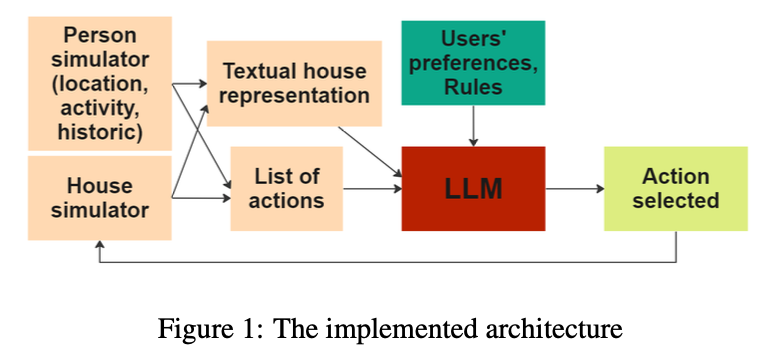 Person
simulator
(location,
activity,
historic)
House
simulator
Textual house
representation
List of
actions
Users'
preferences,
Rules
LLM
Action
selected
Figure 1: The implemented architecture